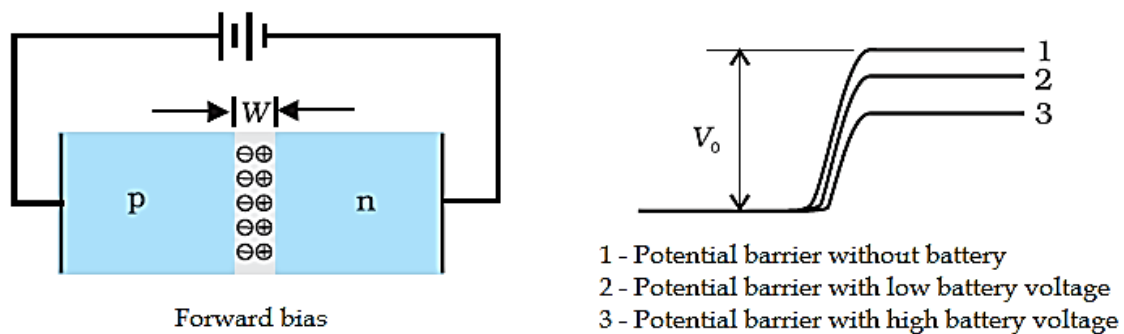 W
p
n
⊖⊕
⊖⊕
⊖⊕
⊖⊕
⊖⊕
Forward bias
V₀
1
2
3
1 - Potential barrier without battery
2 - Potential barrier with low battery voltage
3 - Potential barrier with high battery voltage